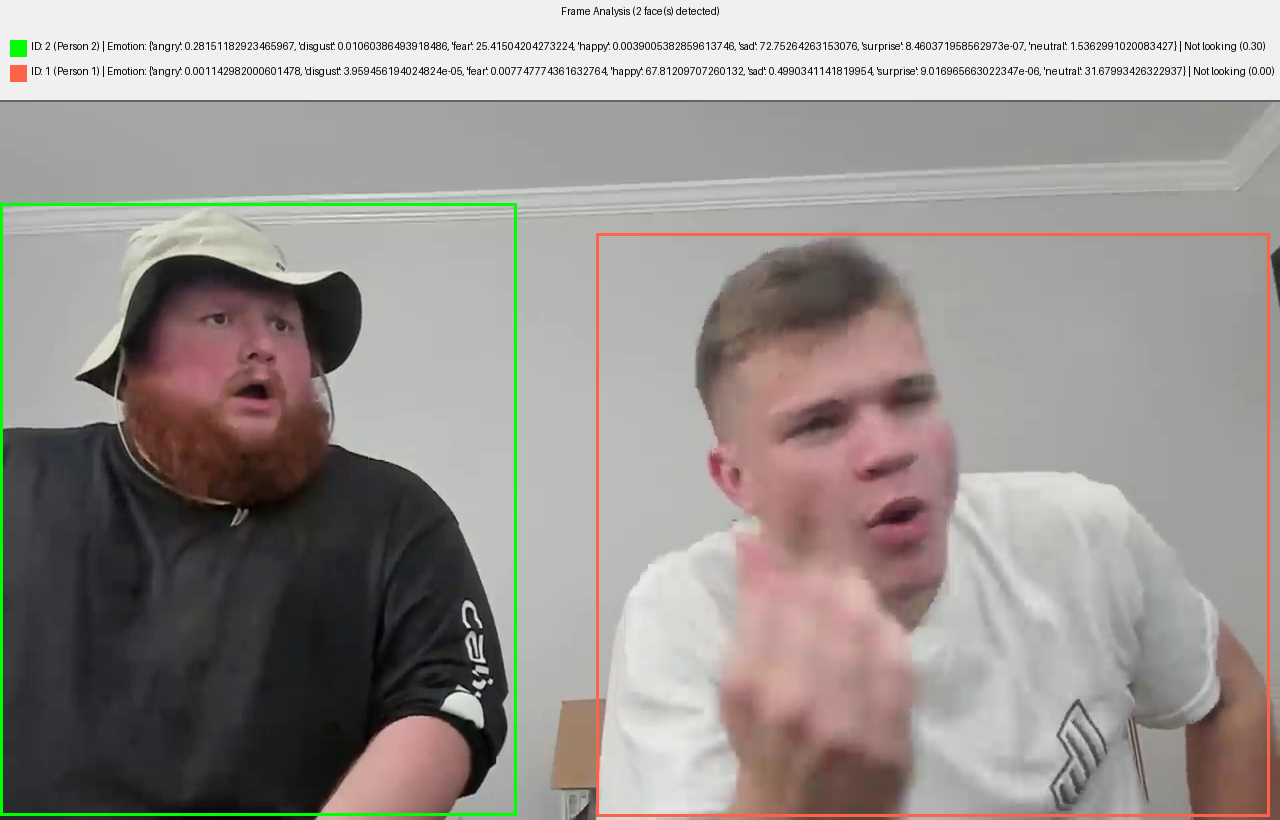 Frame Analysis (2 face(s) detected)
ID: 2 (Person 2) | Emotion: {'angry': 0.28151182923465967, 'disgust': 0.01060386493918486, 'fear': 25.41504204273224, 'happy': 0.0039005382859613746, 'sad': 72.75264263153076, 'surprise': 8.460371958562973e-07, 'neutral': 1.5362991020083427} | Not looking (0.30)
ID: 1 (Person 1) | Emotion: {'angry': 0.001142982000601478, 'disgust': 3.959456194024824e-05, 'fear': 0.007747774361632764, 'happy': 67.81209707260132, 'sad': 0.4990341141819954, 'surprise': 9.016965663022347e-06, 'neutral': 31.67993426322937} | Not looking (0.00)